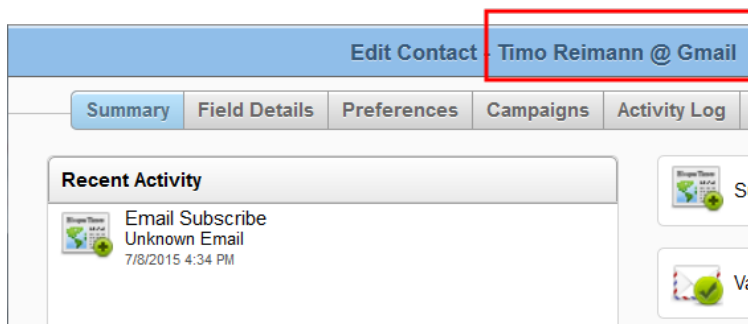 Edit Contact - Timo Reimann @ Gmail
Summary Field Details Preferences Campaigns Activity Log
Recent Activity
Email Subscribe
Unknown Email
7/8/2015 4:34 PM